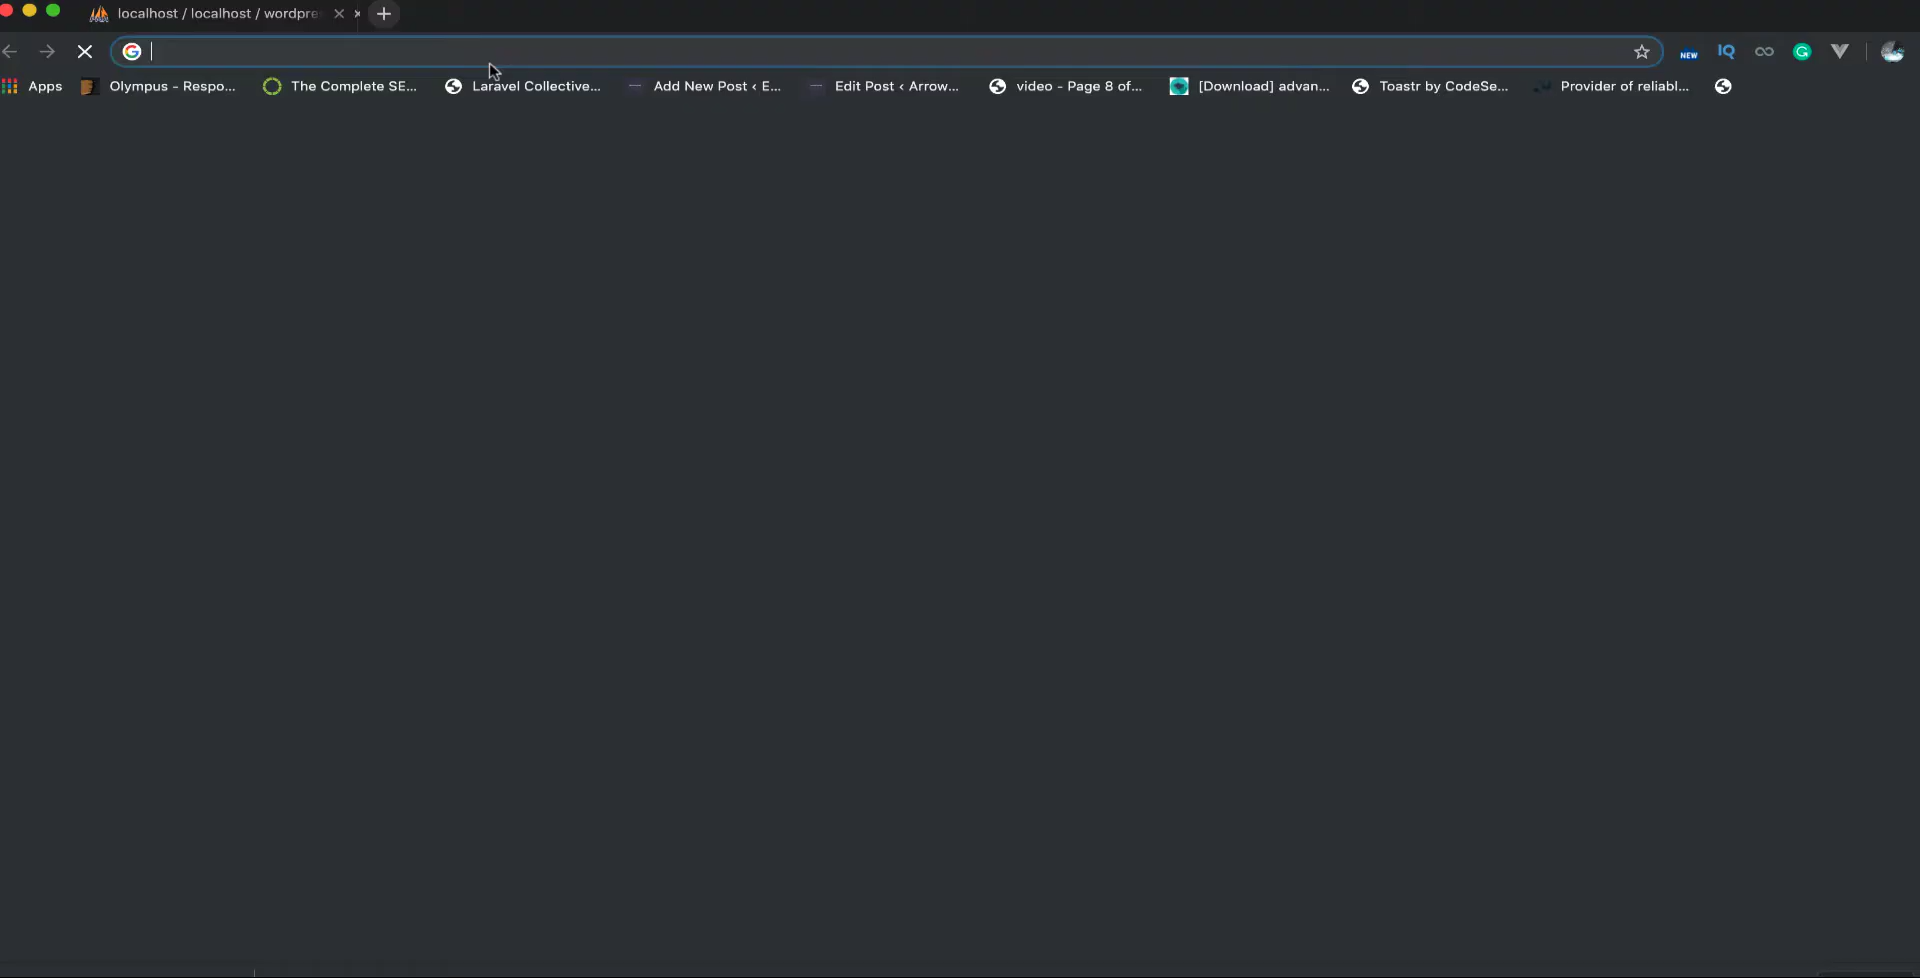 localhost / localhost / wordpre
Apps Olympus - Respo... The Complete SE... Laravel Collective... Add New Post ‹ E... Edit Post ‹ Arrow... video - Page 8 of... [Download] advan... Toastr by CodeSe... Provider of reliabl...
NEW IQ